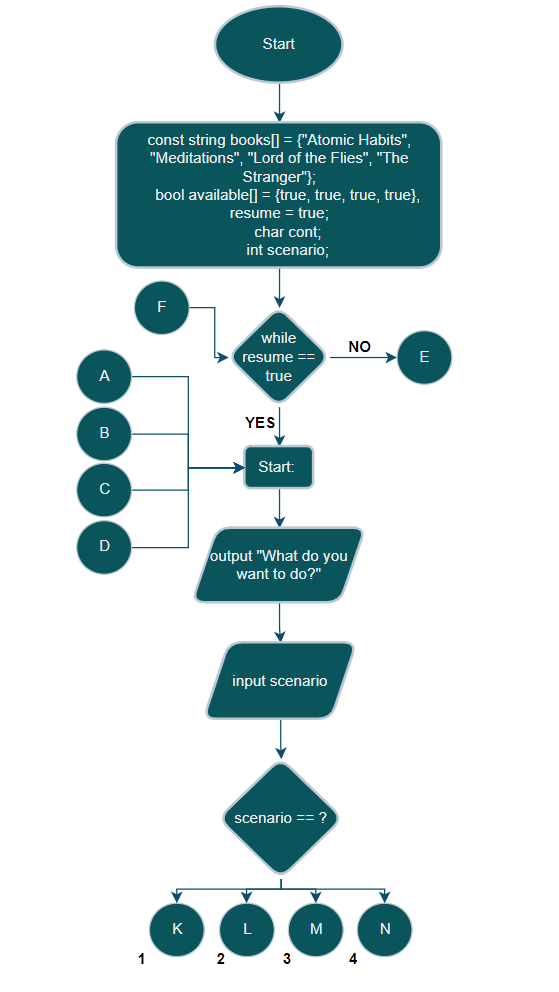 Start
const string books[] = {"Atomic Habits",
"Meditations", "Lord of the Flies", "The
Stranger"};
bool available[] = {true, true, true, true},
resume = true;
char cont;
int scenario;
F
while
resume ==
true
NO
E
A
YES
B
Start:
C
D
output "What do you
want to do?"
input scenario
scenario == ?
K
L
M
N
1
2
3
4